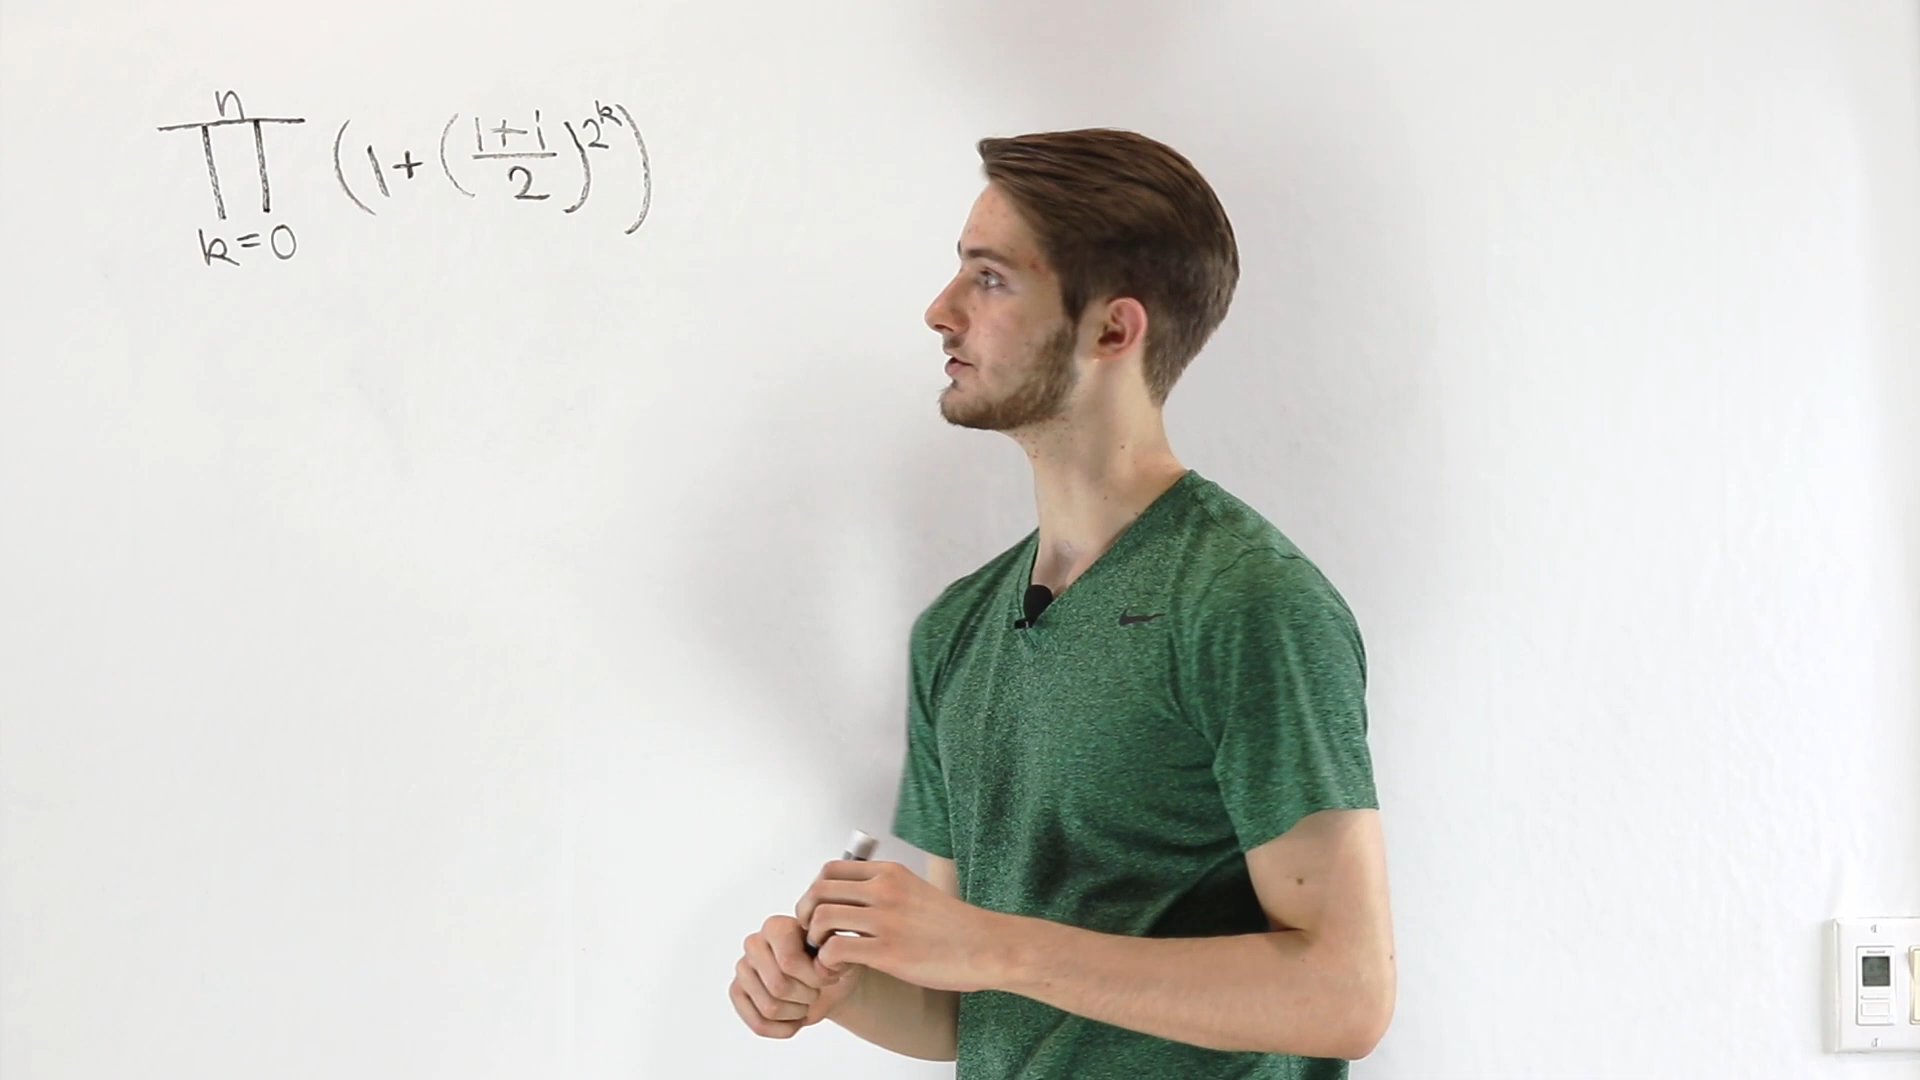 n
∏ (1+((1+i)/2)^2^k)
k=0